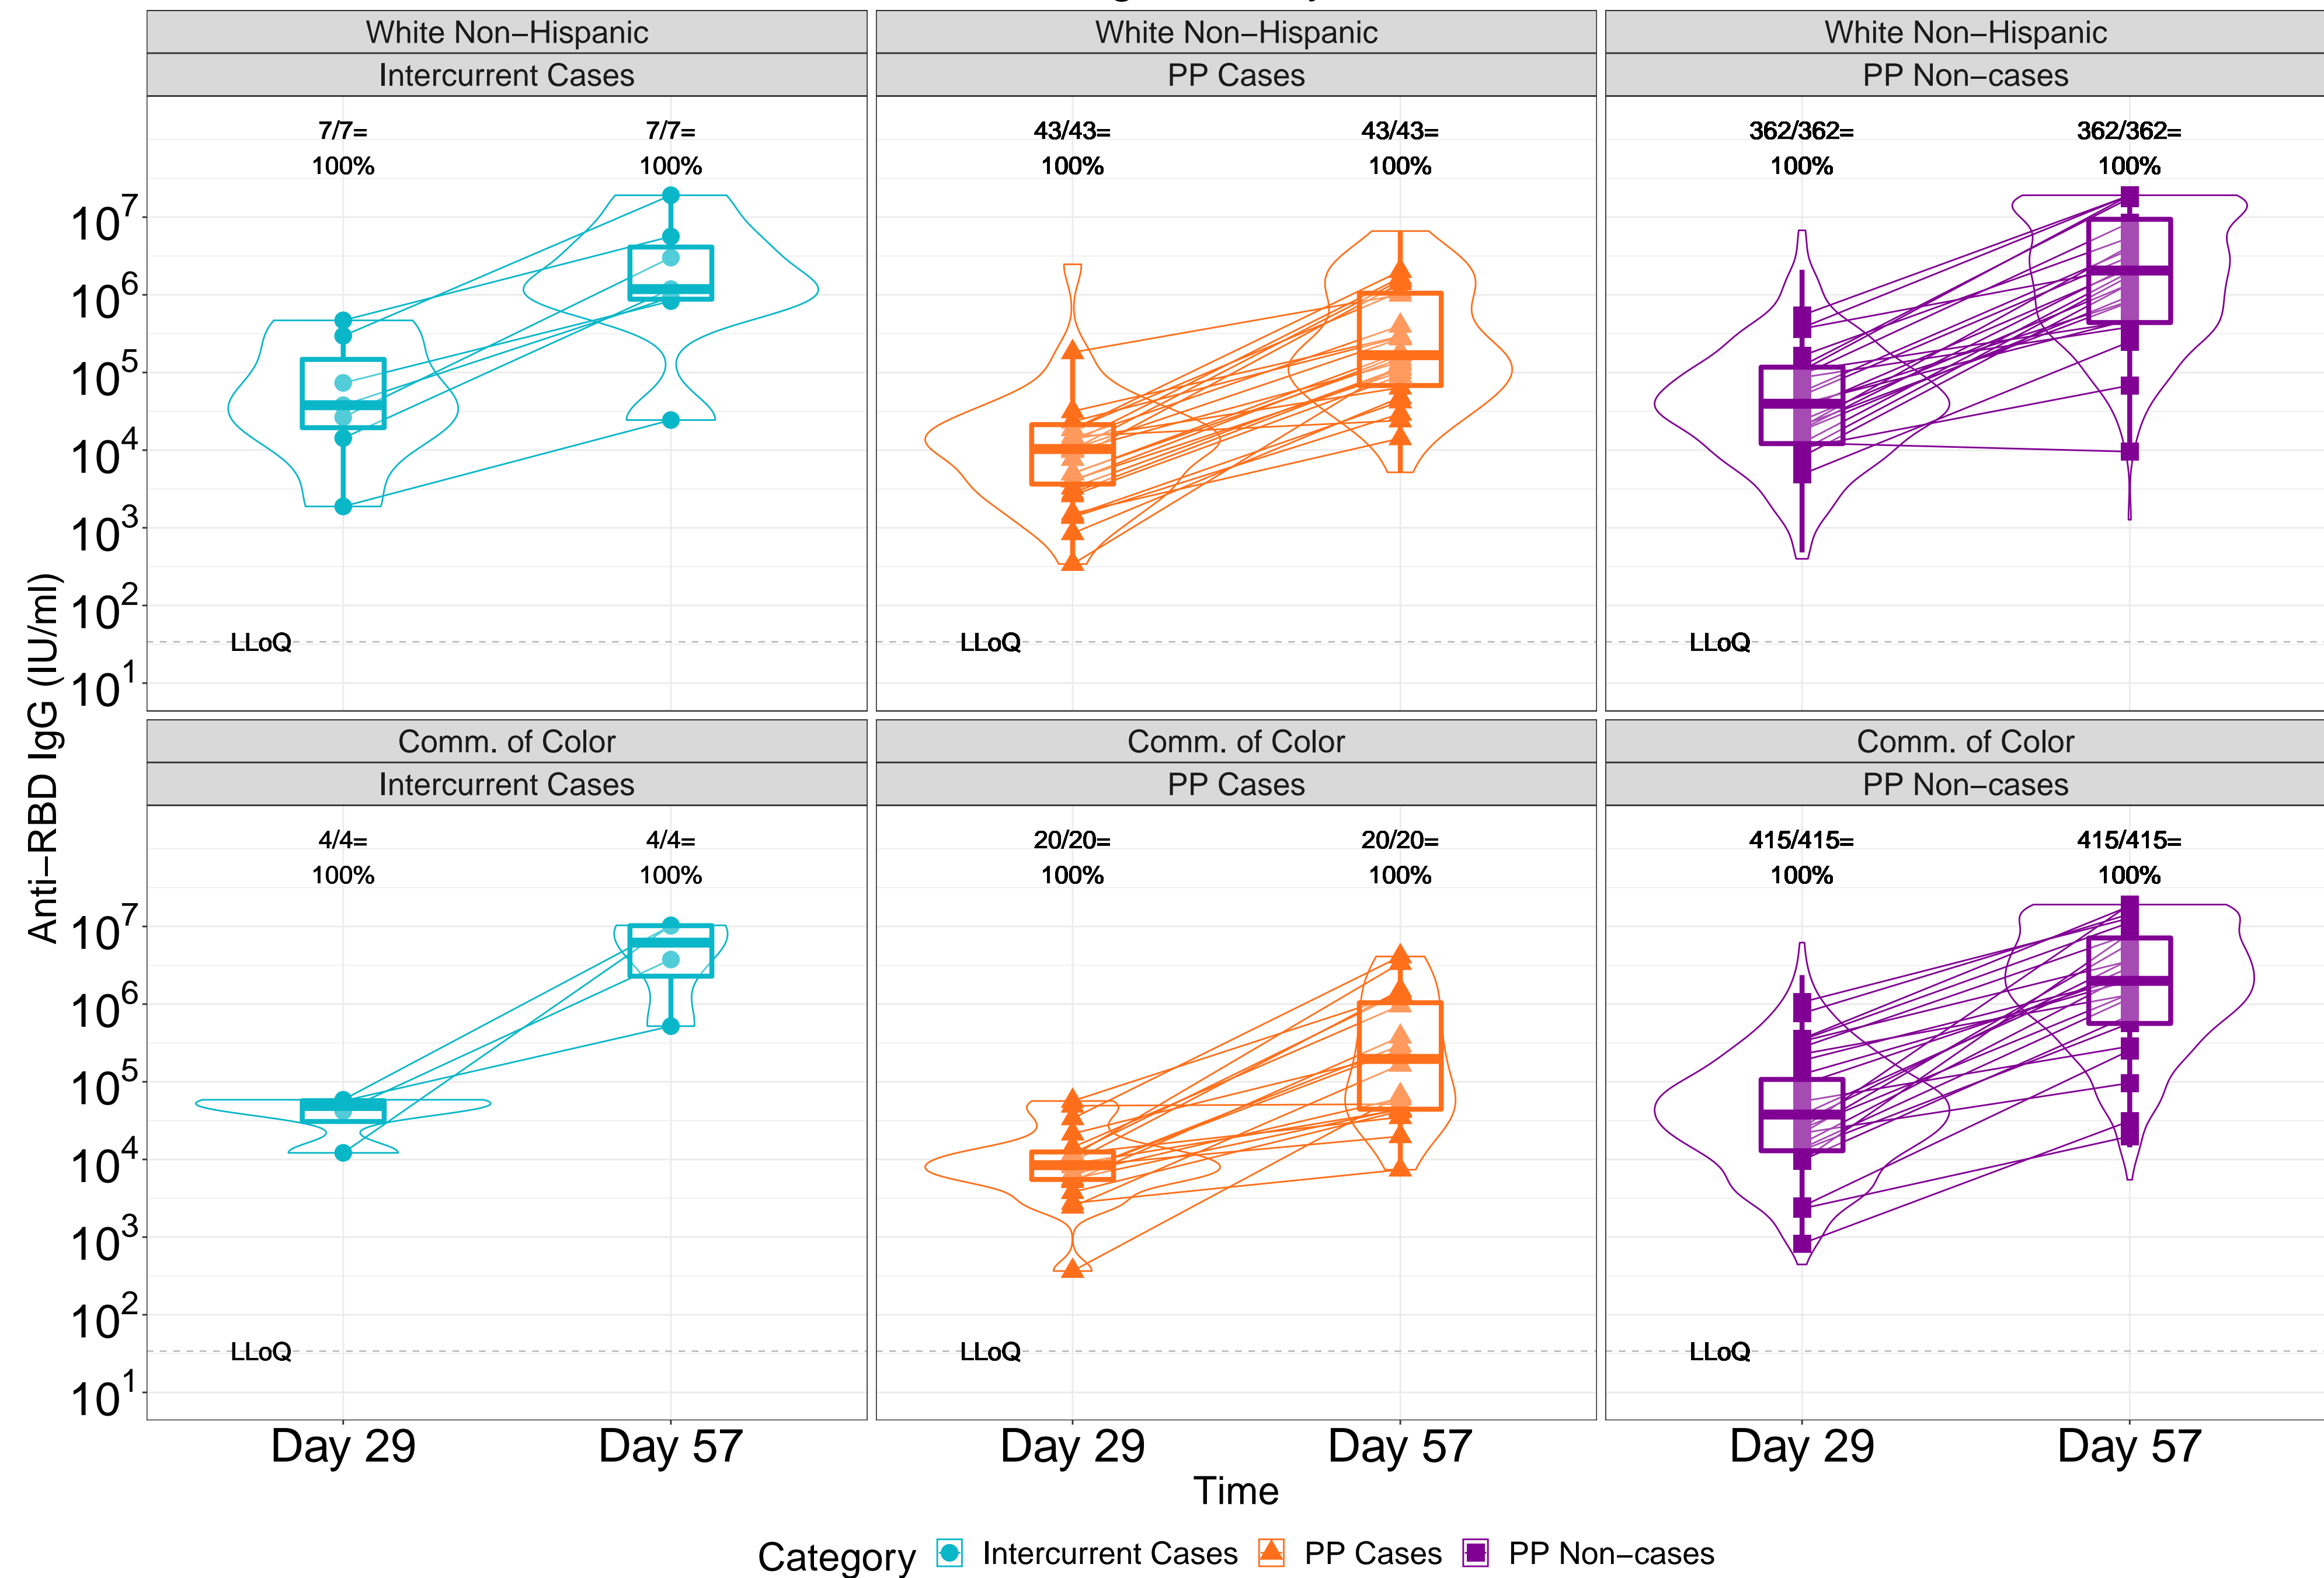 White Non−Hispanic
White Non−Hispanic
White Non−Hispanic
Intercurrent Cases
PP Cases
PP Non−cases
7/7=
100%
7/7=
100%
43/43=
100%
43/43=
100%
362/362=
100%
362/362=
100%
10^7
10^6
10^5
10^4
10^3
10^2
10^1
LLoQ
LLoQ
LLoQ
Anti−RBD IgG (IU/ml)
Comm. of Color
Comm. of Color
Comm. of Color
Intercurrent Cases
PP Cases
PP Non−cases
4/4=
100%
4/4=
100%
20/20=
100%
20/20=
100%
415/415=
100%
415/415=
100%
10^7
10^6
10^5
10^4
10^3
10^2
10^1
LLoQ
LLoQ
LLoQ
Day 29
Day 57
Day 29
Day 57
Day 29
Day 57
Time
Category
Intercurrent Cases
PP Cases
PP Non−cases